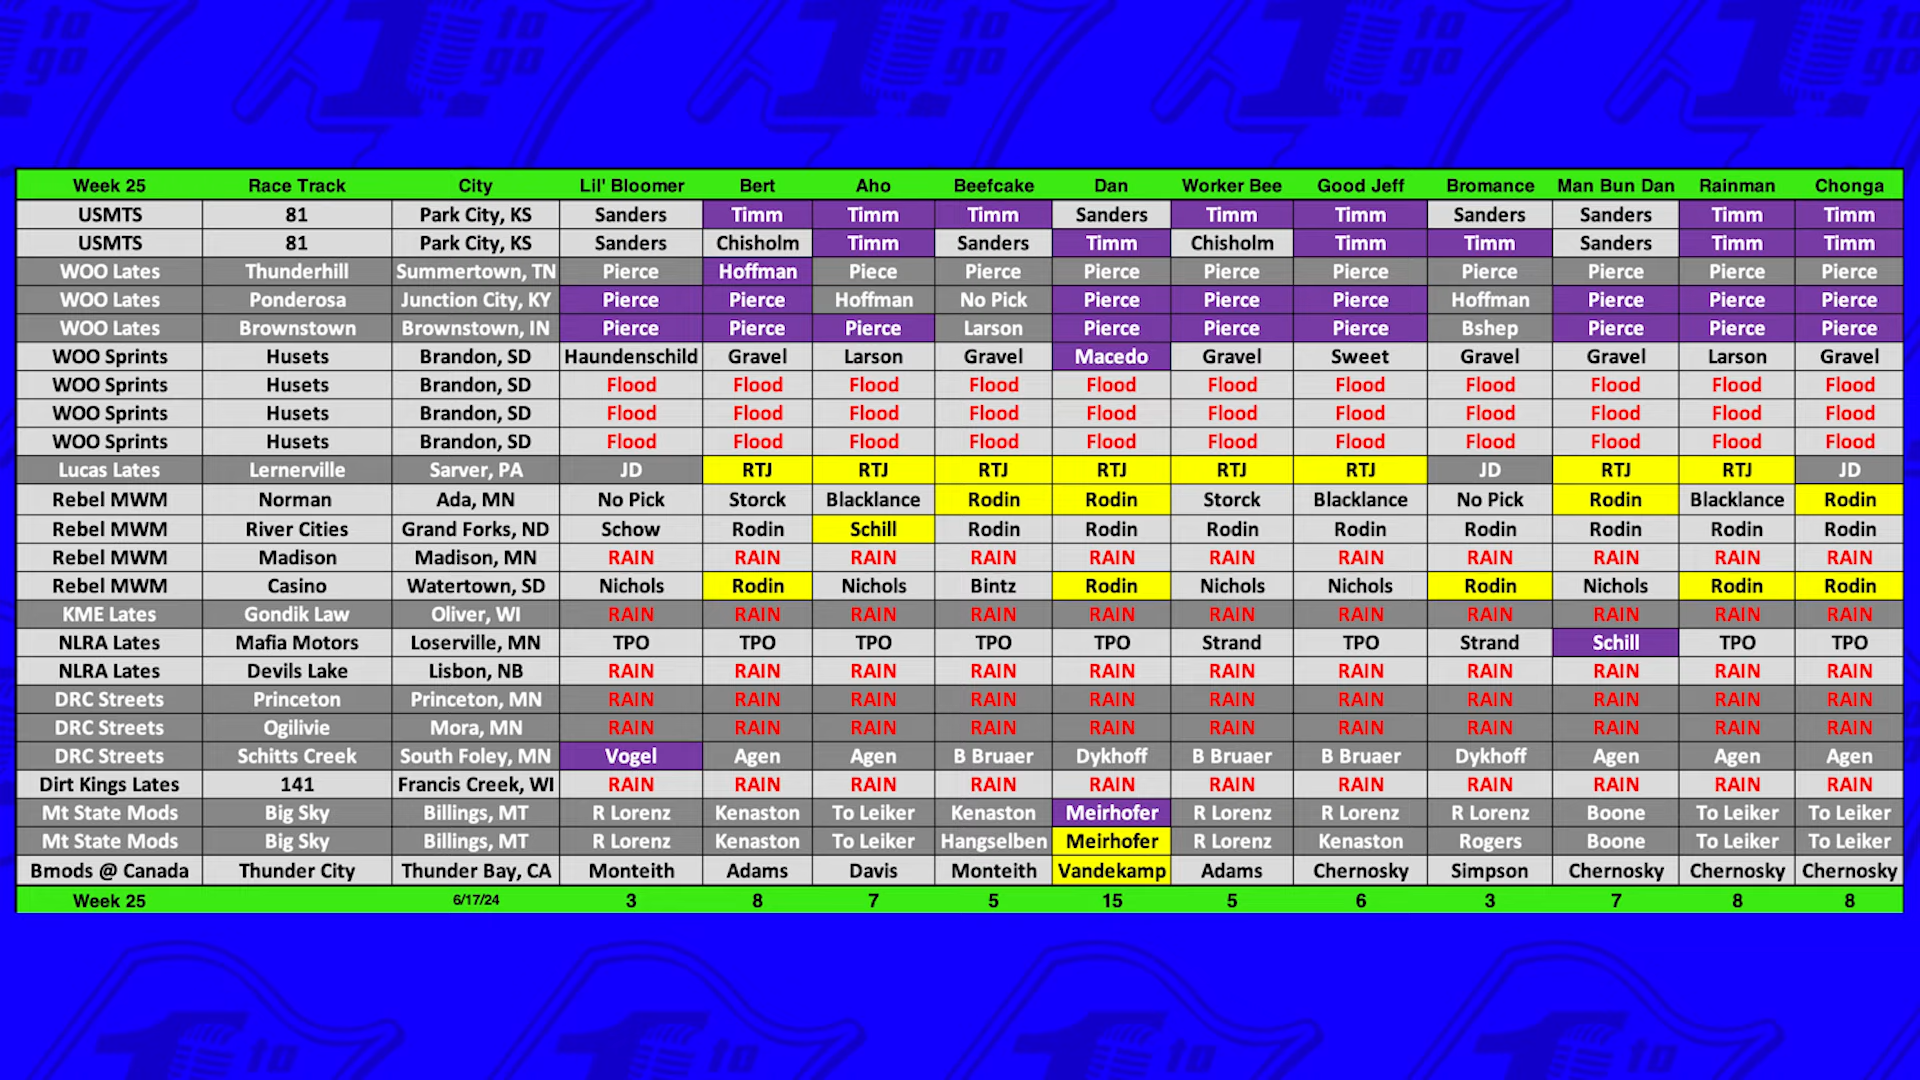 Week 25 Race Track City Lil' Bloomer Bert Aho Beefcake Dan Worker Bee Good Jeff Bromance Man Bun Dan Rainman Chonga
USMTS 81 Park City, KS Sanders Timm Timm Timm Sanders Timm Timm Sanders Sanders Timm Timm
USMTS 81 Park City, KS Sanders Chisholm Timm Sanders Timm Chisholm Timm Timm Sanders Timm Timm
WOO Lates Thunderhill Summertown, TN Pierce Hoffman Piece Pierce Pierce Pierce Pierce Pierce Pierce Pierce Pierce
WOO Lates Ponderosa Junction City, KY Pierce Pierce Hoffman No Pick Pierce Pierce Pierce Hoffman Pierce Pierce Pierce
WOO Lates Brownstown Brownstown, IN Pierce Pierce Pierce Larson Pierce Pierce Pierce Bshep Pierce Pierce Pierce
WOO Sprints Husets Brandon, SD Haundenschild Gravel Larson Gravel Macedo Gravel Sweet Gravel Gravel Larson Gravel
WOO Sprints Husets Brandon, SD Flood Flood Flood Flood Flood Flood Flood Flood Flood Flood Flood
WOO Sprints Husets Brandon, SD Flood Flood Flood Flood Flood Flood Flood Flood Flood Flood Flood
WOO Sprints Husets Brandon, SD Flood Flood Flood Flood Flood Flood Flood Flood Flood Flood Flood
Lucas Lates Lernerville Sarver, PA JD RTJ RTJ RTJ RTJ RTJ RTJ JD RTJ RTJ JD
Rebel MWM Norman Ada, MN No Pick Storck Blacklance Rodin Rodin Storck Blacklance No Pick Rodin Blacklance Rodin
Rebel MWM River Cities Grand Forks, ND Schow Rodin Schill Rodin Rodin Rodin Rodin Rodin Rodin Rodin Rodin
Rebel MWM Madison Madison, MN RAIN RAIN RAIN RAIN RAIN RAIN RAIN RAIN RAIN RAIN RAIN
Rebel MWM Casino Watertown, SD Nichols Rodin Nichols Bintz Rodin Nichols Nichols Rodin Nichols Rodin Rodin
KME Lates Gondik Law Oliver, WI RAIN RAIN RAIN RAIN RAIN RAIN RAIN RAIN RAIN RAIN RAIN
NLRA Lates Mafia Motors Loserville, MN TPO TPO TPO TPO TPO Strand TPO Strand Schill TPO TPO
NLRA Lates Devils Lake Lisbon, NB RAIN RAIN RAIN RAIN RAIN RAIN RAIN RAIN RAIN RAIN RAIN
DRC Streets Princeton Princeton, MN RAIN RAIN RAIN RAIN RAIN RAIN RAIN RAIN RAIN RAIN RAIN
DRC Streets Ogilivie Mora, MN RAIN RAIN RAIN RAIN RAIN RAIN RAIN RAIN RAIN RAIN RAIN
DRC Streets Schitts Creek South Foley, MN Vogel Agen Agen B Bruaer Dykhoff B Bruaer B Bruaer Dykhoff Agen Agen Agen
Dirt Kings Lates 141 Francis Creek, WI RAIN RAIN RAIN RAIN RAIN RAIN RAIN RAIN RAIN RAIN RAIN
Mt State Mods Big Sky Billings, MT R Lorenz Kenaston To Leiker Kenaston Meirhofer R Lorenz R Lorenz R Lorenz Boone To Leiker To Leiker
Mt State Mods Big Sky Billings, MT R Lorenz Kenaston To Leiker Hangselben Meirhofer R Lorenz Kenaston Rogers Boone To Leiker To Leiker
Bmods @ Canada Thunder City Thunder Bay, CA Monteith Adams Davis Monteith Vandekamp Adams Chernosky Simpson Chernosky Chernosky Chernosky
Week 25 6/17/24 3 8 7 5 15 5 6 3 7 8 8